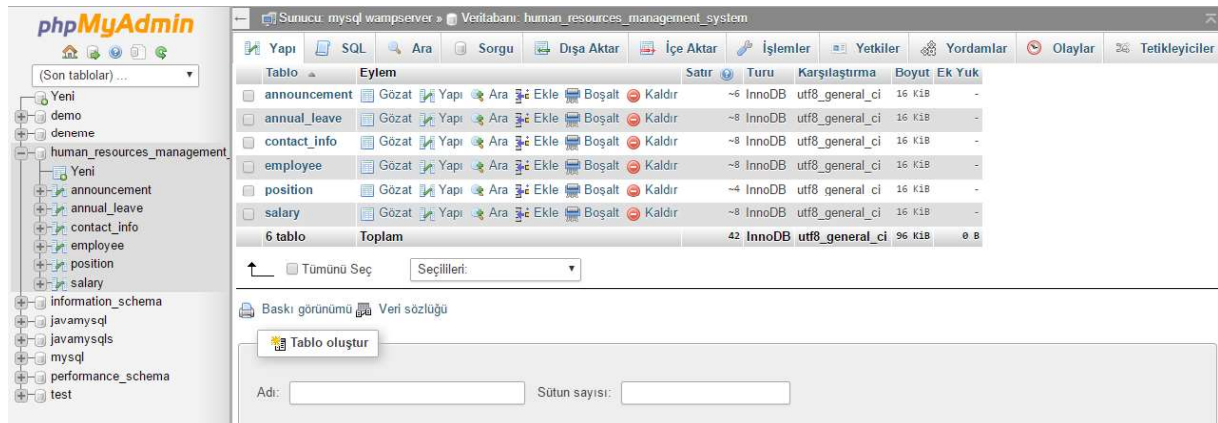 phpMyAdmin
(Son tablolar) ...
Yeni
demo
deneme
human_resources_management_
Yeni
announcement
annual_leave
contact_info
employee
position
salary
information_schema
javamysql
javamysqls
mysql
performance_schema
test
Sunucu: mysql wampserver » Veritabanı: human_resources_management_system
Yapı SQL Ara Sorgu Dışa Aktar İçe Aktar İşlemler Yetkiler Yordamlar Olaylar Tetikleyiciler
Tablo Eylem Satır Turu Karşılaştırma Boyut Ek Yuk
announcement Gözat Yapı Ara Ekle Boşalt Kaldır ~6 InnoDB utf8_general_ci 16 KiB -
annual_leave Gözat Yapı Ara Ekle Boşalt Kaldır ~8 InnoDB utf8_general_ci 16 KiB -
contact_info Gözat Yapı Ara Ekle Boşalt Kaldır ~8 InnoDB utf8_general_ci 16 KiB -
employee Gözat Yapı Ara Ekle Boşalt Kaldır ~8 InnoDB utf8_general_ci 16 KiB -
position Gözat Yapı Ara Ekle Boşalt Kaldır ~4 InnoDB utf8_general_ci 16 KiB -
salary Gözat Yapı Ara Ekle Boşalt Kaldır ~8 InnoDB utf8_general_ci 16 KiB -
6 tablo Toplam 42 InnoDB utf8_general_ci 96 KiB 0 B
Tümünü Seç Seçilileri:
Baskı görünümü Veri sözlüğü
Tablo oluştur
Adı: Sütun sayısı: